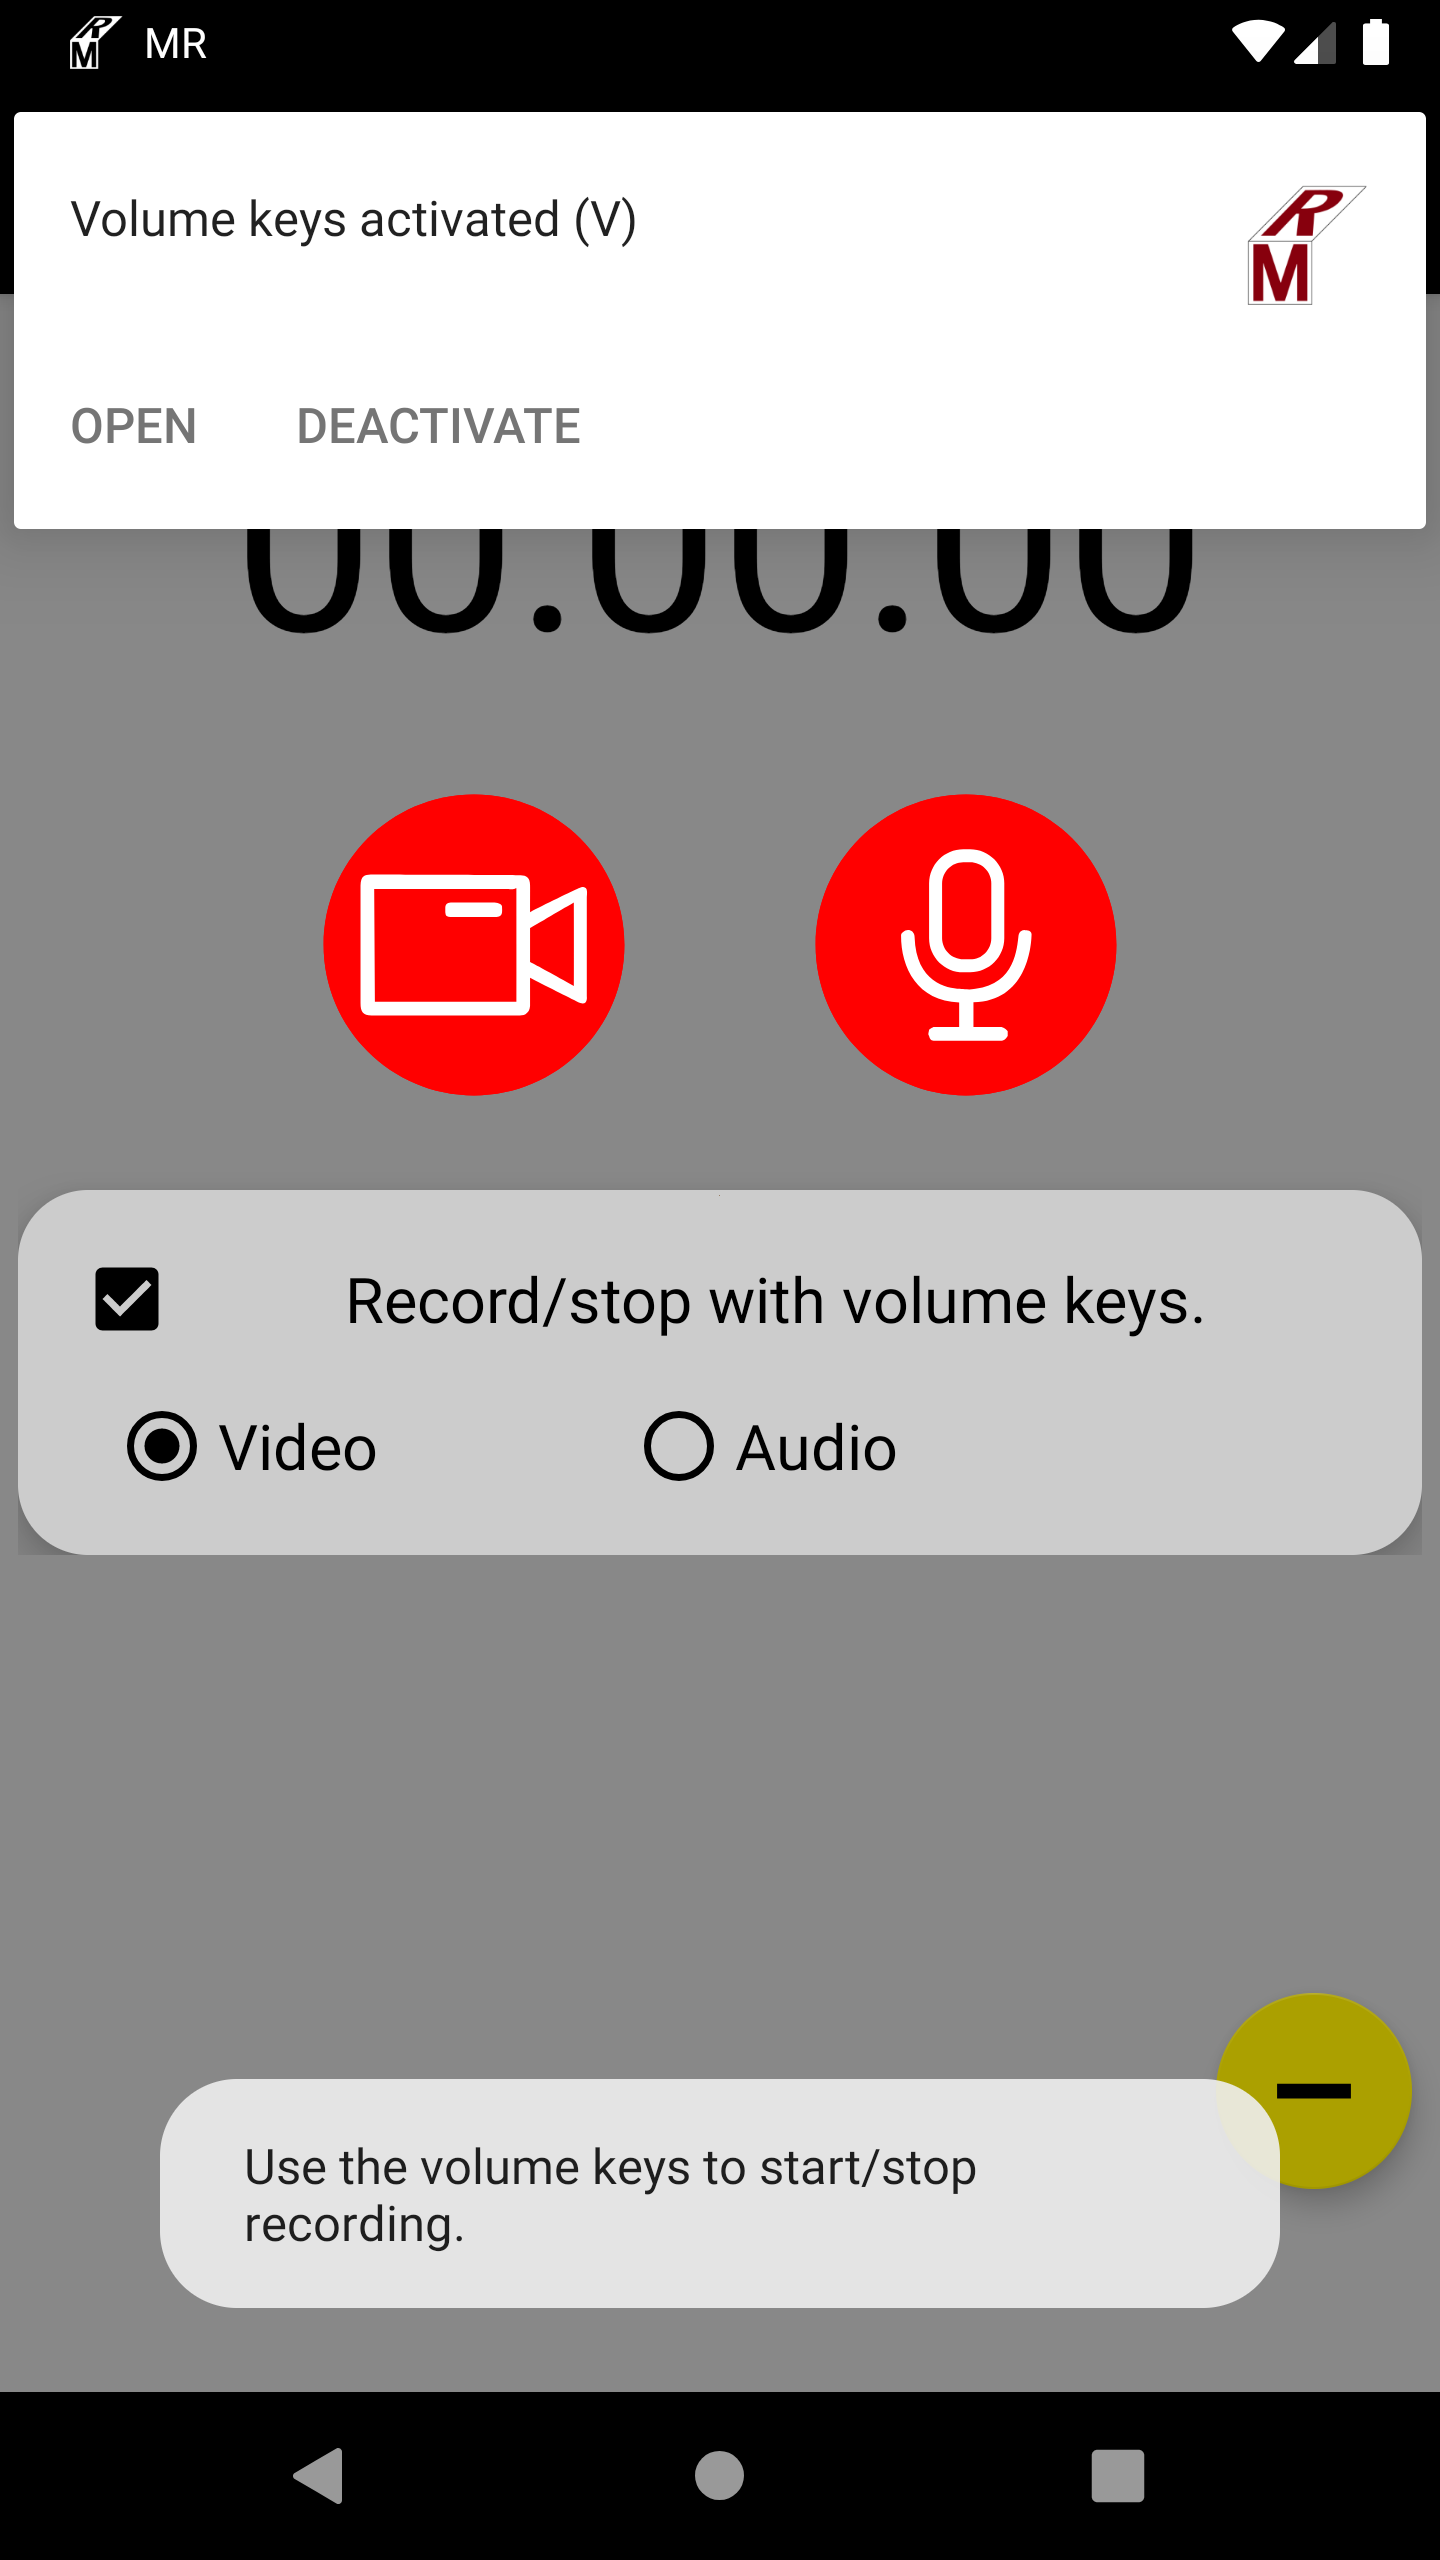 MR
Volume keys activated (V)
R
M
OPEN DEACTIVATE
00.00.00
Record/stop with volume keys.
Video Audio
Use the volume keys to start/stop
recording.